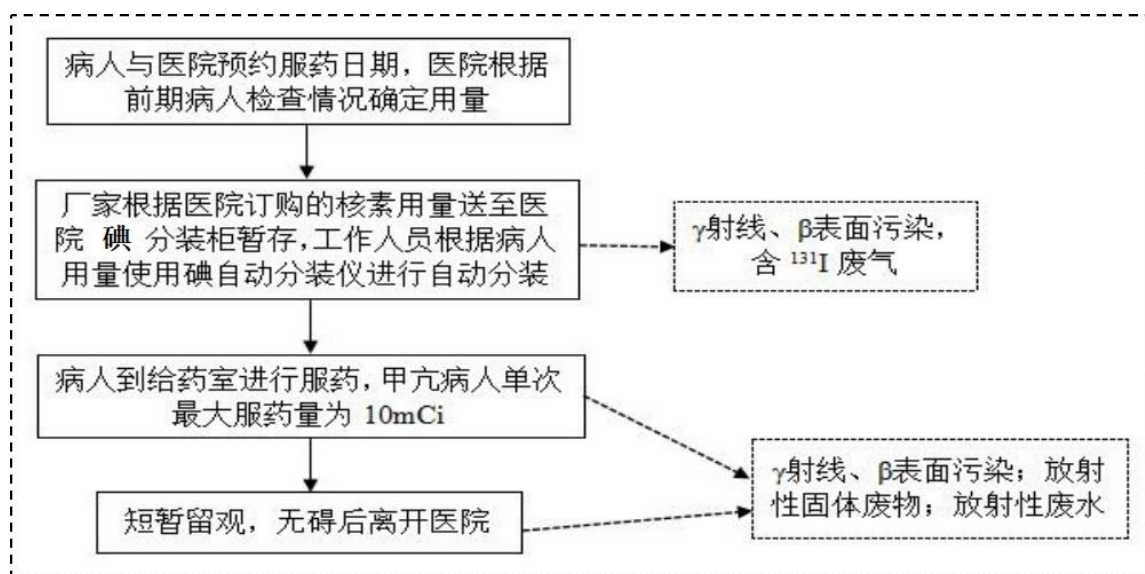 病人与医院预约服药日期，医院根据
前期病人检查情况确定用量
厂家根据医院订购的核素用量送至医
院 碘 分装柜暂存，工作人员根据病人
用量使用碘自动分装仪进行自动分装
γ射线、β表面污染，
含 ¹³¹I 废气
病人到给药室进行服药，甲亢病人单次
最大服药量为 10mCi
γ射线、β表面污染；放射
性固体废物；放射性废水
短暂留观，无碍后离开医院